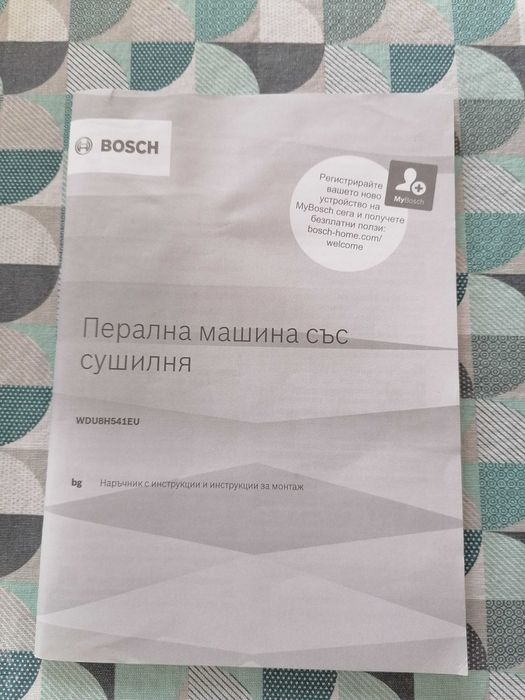 BOSCH
Регистрирайте
вашето ново
устройство на
MyBosch сега и получете
безплатни ползи:
bosch-home.com/
welcome
MyBosch
Перална машина със
сушилня
WDU8H541EU
bg Наръчник с инструкции и инструкции за монтаж